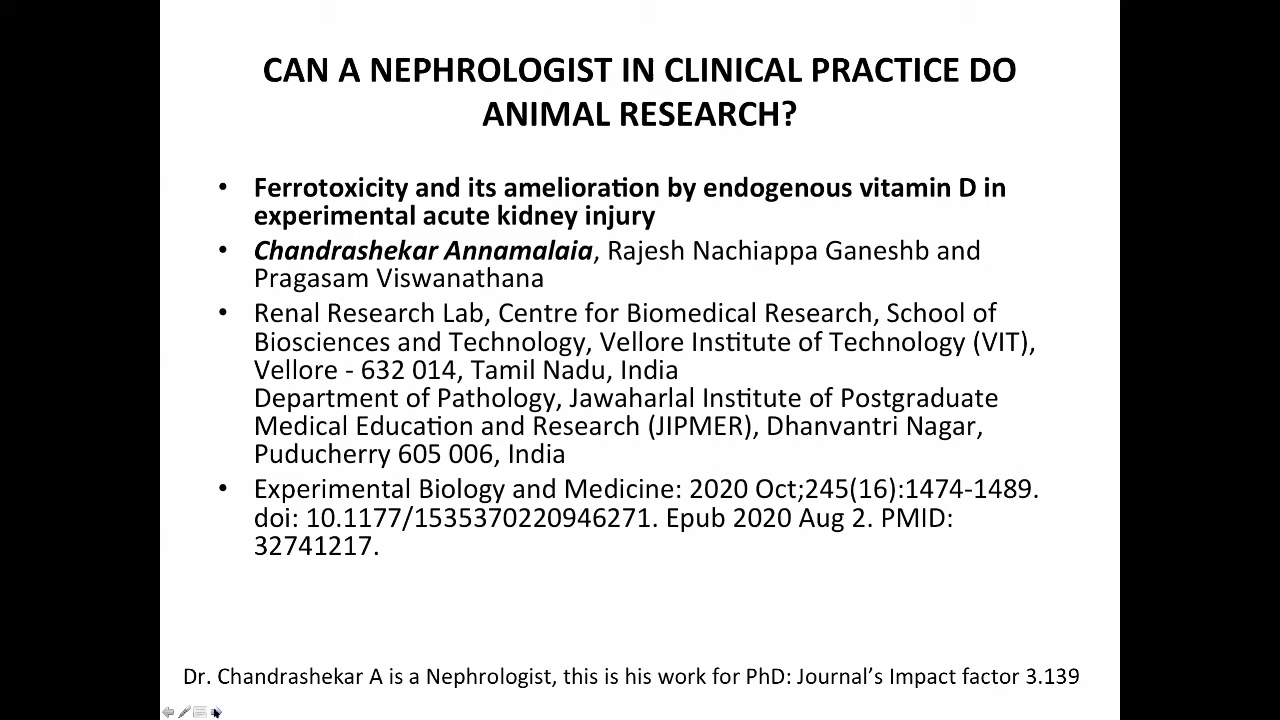 CAN A NEPHROLOGIST IN CLINICAL PRACTICE DO
ANIMAL RESEARCH?
• Ferrotoxicity and its amelioration by endogenous vitamin D in
experimental acute kidney injury
• Chandrashekar Annamalaia, Rajesh Nachiappa Ganeshb and
Pragasam Viswanathana
• Renal Research Lab, Centre for Biomedical Research, School of
Biosciences and Technology, Vellore Institute of Technology (VIT),
Vellore - 632 014, Tamil Nadu, India
Department of Pathology, Jawaharlal Institute of Postgraduate
Medical Education and Research (JIPMER), Dhanvantri Nagar,
Puducherry 605 006, India
• Experimental Biology and Medicine: 2020 Oct;245(16):1474-1489.
doi: 10.1177/1535370220946271. Epub 2020 Aug 2. PMID:
32741217.
Dr. Chandrashekar A is a Nephrologist, this is his work for PhD: Journal’s Impact factor 3.139